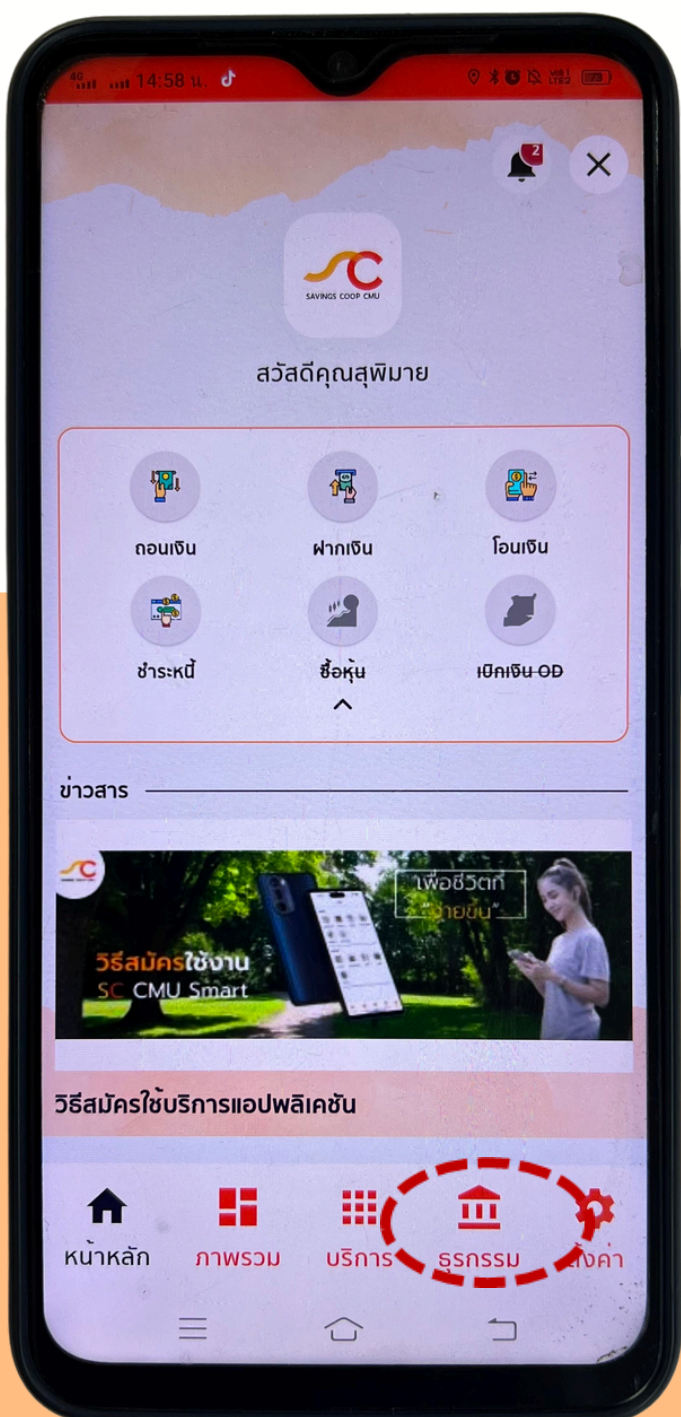 4G 14:58 น. VoB1 LTE2 73
2
SC
SAVINGS COOP CMU
สวัสดีคุณสุพิมาย
ถอนเงิน ฝากเงิน โอนเงิน
ชำระหนี้ ซื้อหุ้น เบิกเงิน OD
ข่าวสาร
เพื่อชีวิตที่
"ง่ายขึ้น"
วิธีสมัครใช้งาน
SC CMU Smart
วิธีสมัครใช้บริการแอปพลิเคชัน
หน้าหลัก ภาพรวม บริการ ธุรกรรม ตั้งค่า